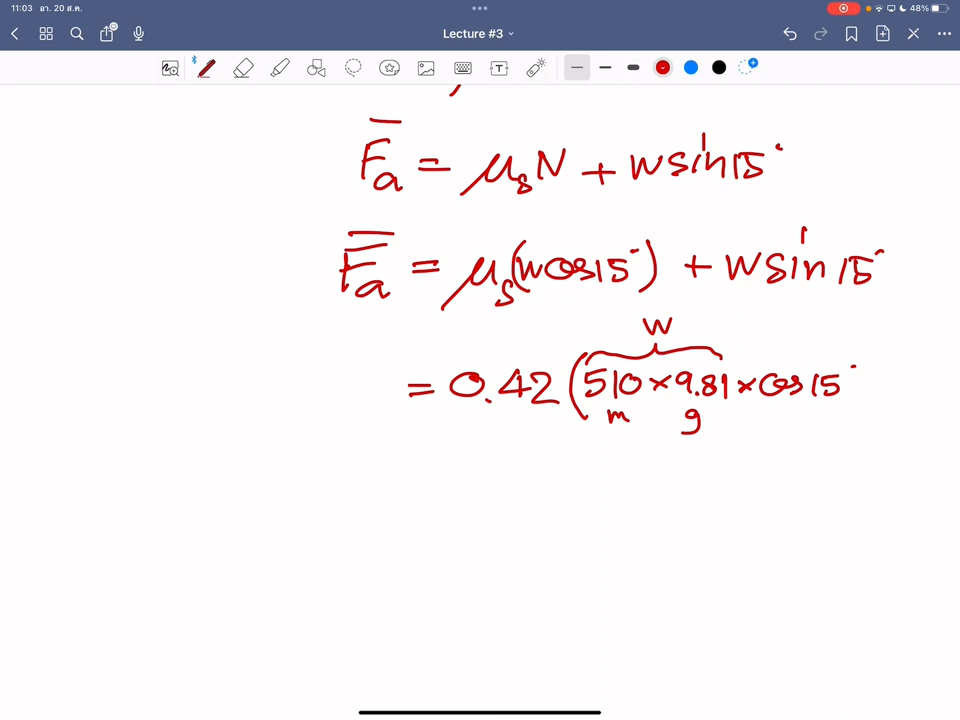 11:03 อา. 20 ส.ค.
48%
Lecture #3
F̅a = μsN + wsin15°
F̅a = μs(wcos15°) + wsin15°
w
= 0.42 (510×9.81×cos15°
m g